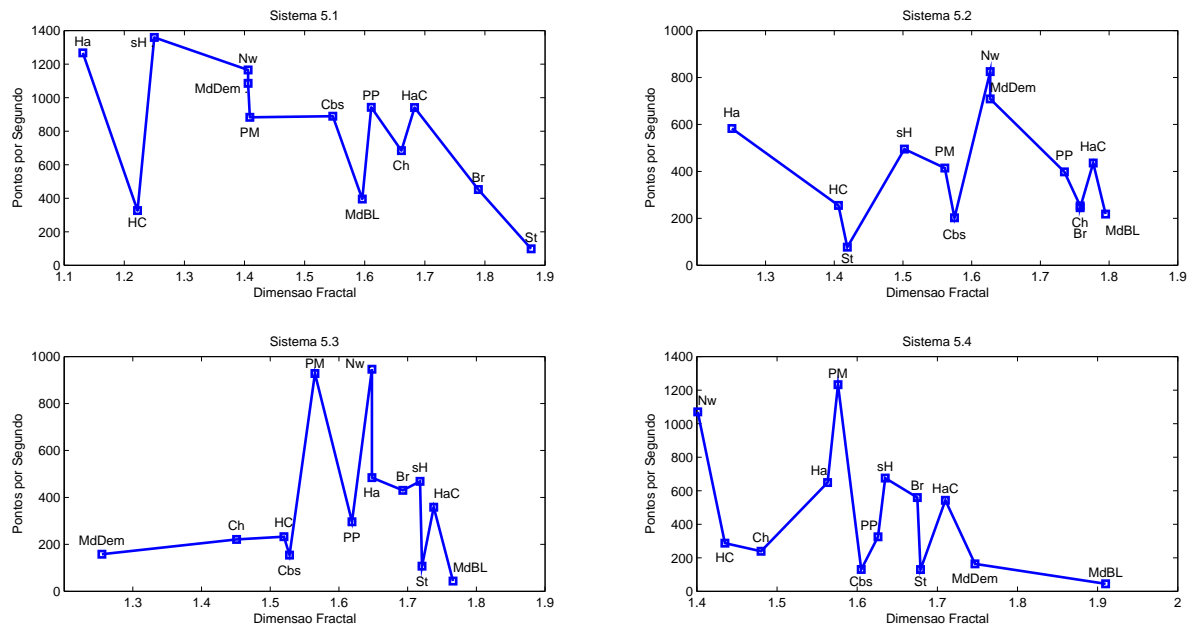 Sistema 5.1
Pontos por Segundo
1400
1200
1000
800
600
400
200
0
Ha
HC
sH
Nw
MdDem
PM
Cbs
MdBL
PP
Ch
HaC
Br
St
1.1 1.2 1.3 1.4 1.5 1.6 1.7 1.8 1.9
Dimensao Fractal
Sistema 5.2
Pontos por Segundo
1000
800
600
400
200
0
Ha
HC
St
sH
PM
Cbs
Nw
MdDem
PP
Ch
Br
HaC
MdBL
1.3 1.4 1.5 1.6 1.7 1.8 1.9
Dimensao Fractal
Sistema 5.3
Pontos por Segundo
1000
800
600
400
200
0
MdDem
Ch
HC
Cbs
PM
PP
Nw
Ha
Br
sH
St
HaC
MdBL
1.3 1.4 1.5 1.6 1.7 1.8 1.9
Dimensao Fractal
Sistema 5.4
Pontos por Segundo
1400
1200
1000
800
600
400
200
0
Nw
HC
Ch
Ha
PM
Cbs
PP
sH
Br
St
HaC
MdDem
MdBL
1.4 1.5 1.6 1.7 1.8 1.9 2
Dimensao Fractal